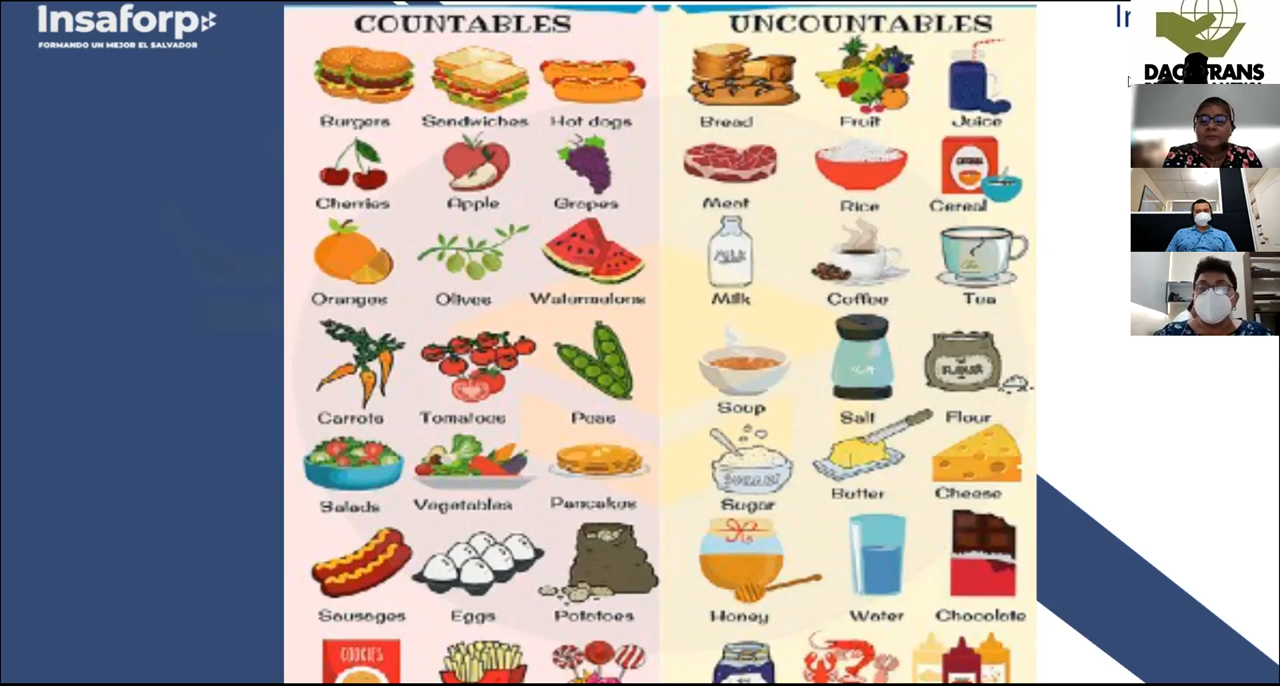 Insaforp
FORMANDO UN MEJOR EL SALVADOR
COUNTABLES
Burgers Sandwiches Hot dogs
Cherries Apple Grapes
Oranges Olives Watermelons
Carrots Tomatoes Peas
Salads Vegetables Pancakes
Sausages Eggs Potatoes
COOKIES
UNCOUNTABLES
Bread Fruit Juice
Meat Rice Cereal
MILK
Milk Coffee Tea
FLOUR
Soup Salt Flour
SUGAR
Sugar Butter Cheese
Honey Water Chocolate
In